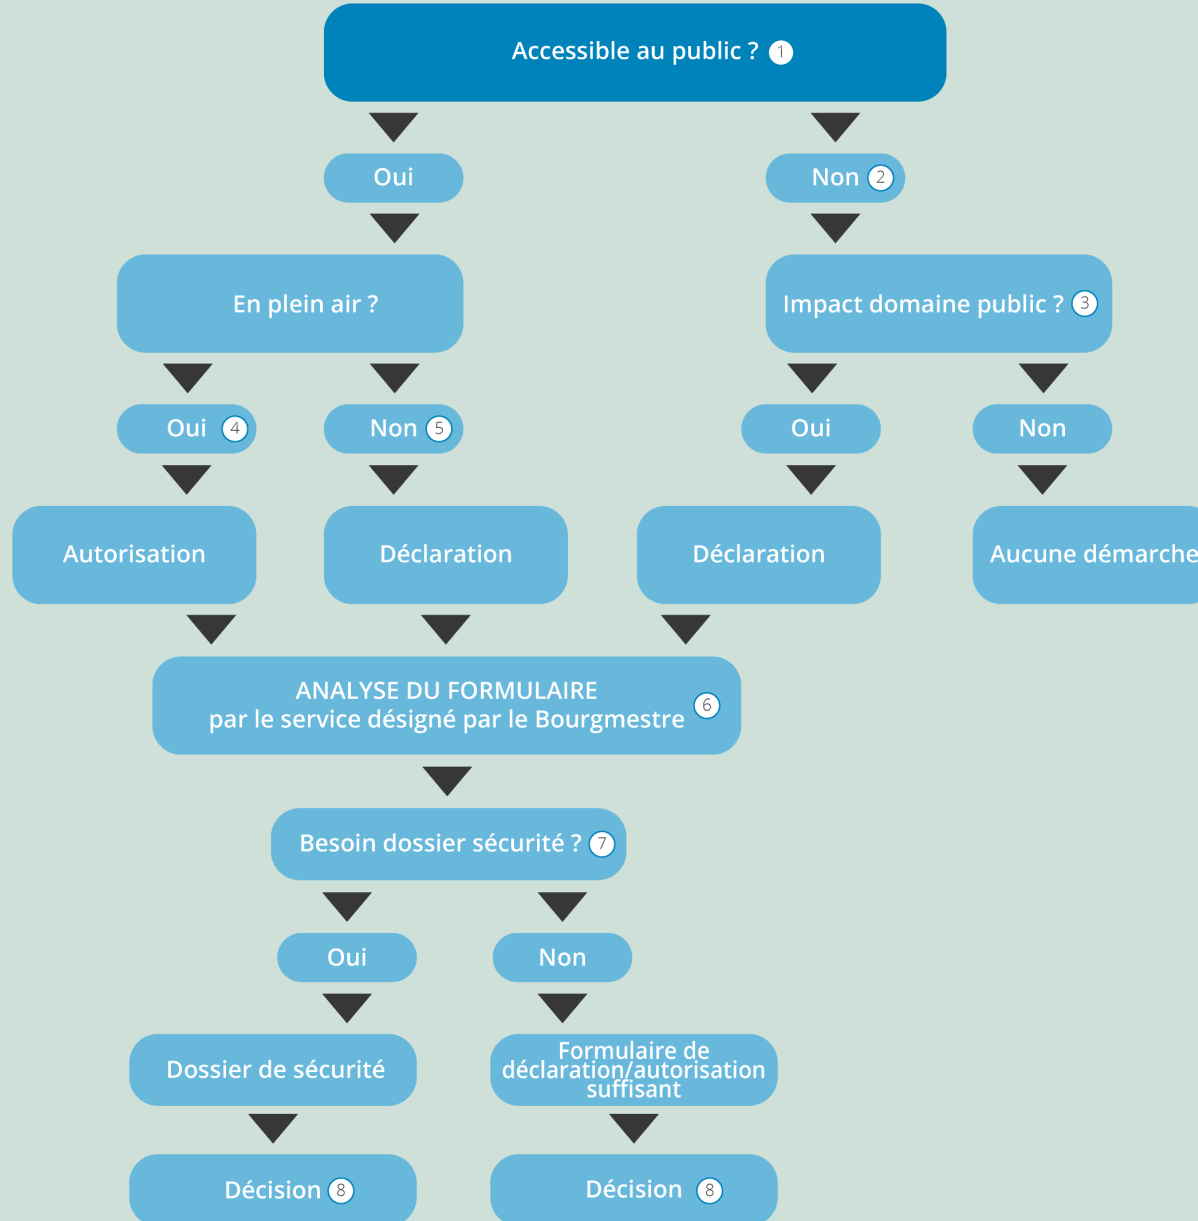 Accessible au public ? 1
Oui
Non 2
En plein air ?
Impact domaine public ? 3
Oui 4
Non 5
Oui
Non
Autorisation
Déclaration
Déclaration
Aucune démarche
ANALYSE DU FORMULAIRE
par le service désigné par le Bourgmestre 6
Besoin dossier sécurité ? 7
Oui
Non
Dossier de sécurité
Formulaire de
déclaration/autorisation
suffisant
Décision 8
Décision 8